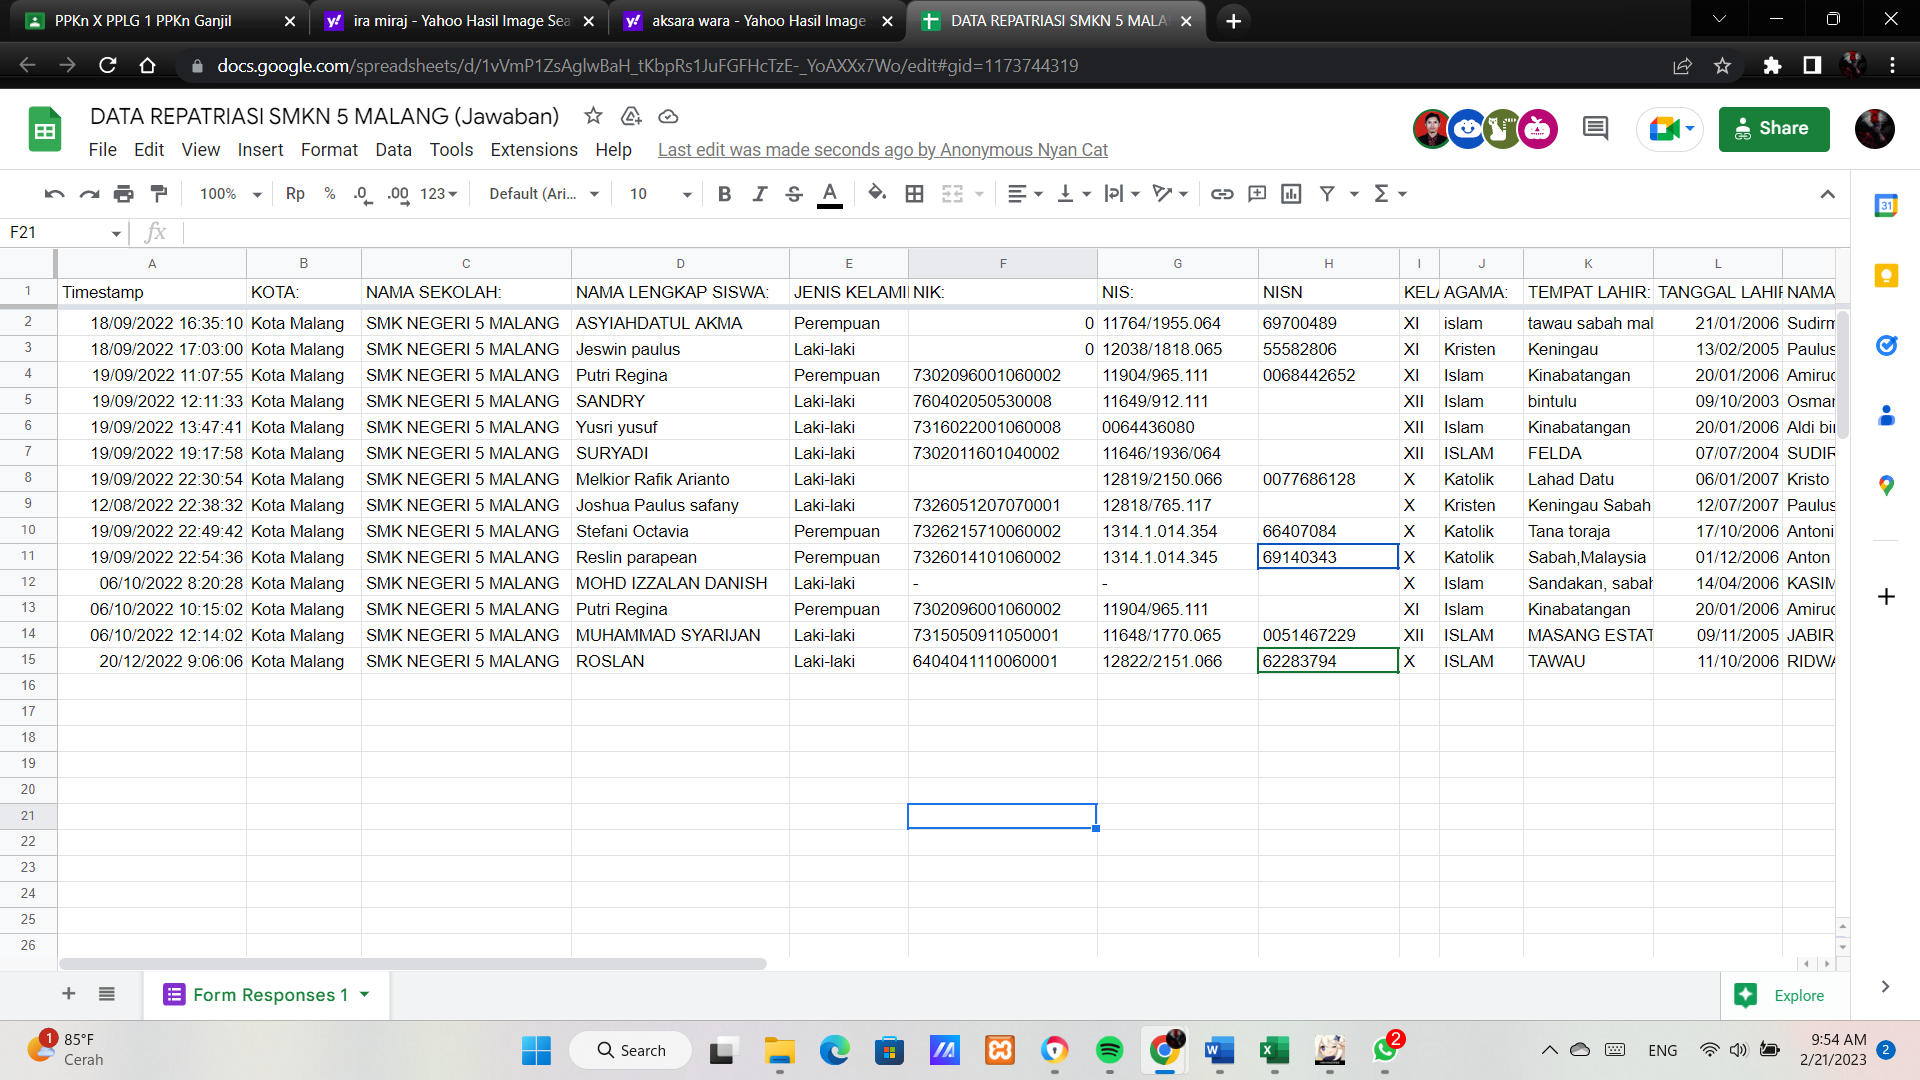 PPKn X PPLG 1 PPKn Ganjil
ira miraj - Yahoo Hasil Image Sea
aksara wara - Yahoo Hasil Image
DATA REPATRIASI SMKN 5 MALA
docs.google.com/spreadsheets/d/1vVmP1ZsAglwBaH_tKbpRs1JuFGFHcTzE-_YoAXXx7Wo/edit#gid=1173744319
DATA REPATRIASI SMKN 5 MALANG (Jawaban)
File Edit View Insert Format Data Tools Extensions Help Last edit was made seconds ago by Anonymous Nyan Cat
Share
100% Rp % .0 .00 123 Default (Ari... 10 B I S A
F21 fx
A B C D E F G H I J K L
1 Timestamp KOTA: NAMA SEKOLAH: NAMA LENGKAP SISWA: JENIS KELAMI NIK: NIS: NISN KELA AGAMA: TEMPAT LAHIR: TANGGAL LAHIF NAMA
2 18/09/2022 16:35:10 Kota Malang SMK NEGERI 5 MALANG ASYIAHDATUL AKMA Perempuan 0 11764/1955.064 69700489 XI islam tawau sabah mal 21/01/2006 Sudirm
3 18/09/2022 17:03:00 Kota Malang SMK NEGERI 5 MALANG Jeswin paulus Laki-laki 0 12038/1818.065 55582806 XI Kristen Keningau 13/02/2005 Paulus
4 19/09/2022 11:07:55 Kota Malang SMK NEGERI 5 MALANG Putri Regina Perempuan 7302096001060002 11904/965.111 0068442652 XI Islam Kinabatangan 20/01/2006 Amiruc
5 19/09/2022 12:11:33 Kota Malang SMK NEGERI 5 MALANG SANDRY Laki-laki 760402050530008 11649/912.111 XII Islam bintulu 09/10/2003 Osmar
6 19/09/2022 13:47:41 Kota Malang SMK NEGERI 5 MALANG Yusri yusuf Laki-laki 7316022001060008 0064436080 XII Islam Kinabatangan 20/01/2006 Aldi bii
7 19/09/2022 19:17:58 Kota Malang SMK NEGERI 5 MALANG SURYADI Laki-laki 7302011601040002 11646/1936/064 XII ISLAM FELDA 07/07/2004 SUDIR
8 19/09/2022 22:30:54 Kota Malang SMK NEGERI 5 MALANG Melkior Rafik Arianto Laki-laki 12819/2150.066 0077686128 X Katolik Lahad Datu 06/01/2007 Kristo
9 12/08/2022 22:38:32 Kota Malang SMK NEGERI 5 MALANG Joshua Paulus safany Laki-laki 7326051207070001 12818/765.117 X Kristen Keningau Sabah 12/07/2007 Paulus
10 19/09/2022 22:49:42 Kota Malang SMK NEGERI 5 MALANG Stefani Octavia Perempuan 7326215710060002 1314.1.014.354 66407084 X Katolik Tana toraja 17/10/2006 Antoni
11 19/09/2022 22:54:36 Kota Malang SMK NEGERI 5 MALANG Reslin parapean Perempuan 7326014101060002 1314.1.014.345 69140343 X Katolik Sabah,Malaysia 01/12/2006 Anton
12 06/10/2022 8:20:28 Kota Malang SMK NEGERI 5 MALANG MOHD IZZALAN DANISH Laki-laki - - X Islam Sandakan, sabah 14/04/2006 KASIM
13 06/10/2022 10:15:02 Kota Malang SMK NEGERI 5 MALANG Putri Regina Perempuan 7302096001060002 11904/965.111 XI Islam Kinabatangan 20/01/2006 Amiruc
14 06/10/2022 12:14:02 Kota Malang SMK NEGERI 5 MALANG MUHAMMAD SYARIJAN Laki-laki 7315050911050001 11648/1770.065 0051467229 XII ISLAM MASANG ESTAT 09/11/2005 JABIR
15 20/12/2022 9:06:06 Kota Malang SMK NEGERI 5 MALANG ROSLAN Laki-laki 6404041110060001 12822/2151.066 62283794 X ISLAM TAWAU 11/10/2006 RIDWA
16
17
18
19
20
21
22
23
24
25
26
Form Responses 1
Explore
1 85°F
Cerah
Search
2
ENG
9:54 AM
2/21/2023
2